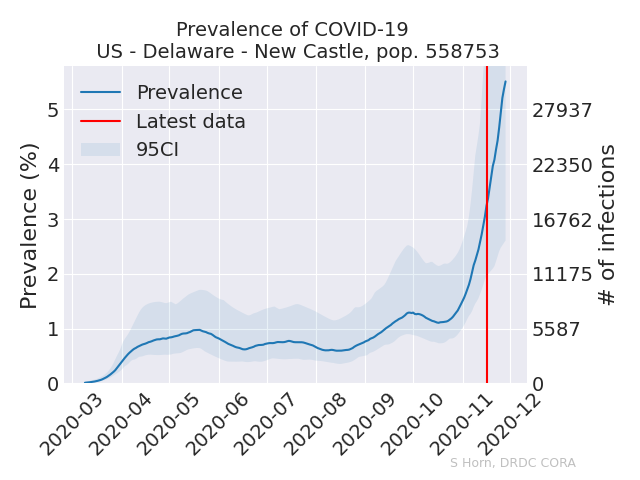 Prevalence of COVID-19
US - Delaware - New Castle, pop. 558753
Prevalence
Latest data
95CI
Prevalence (%)
5
4
3
2
1
0
27937
22350
16762
11175
5587
0
# of infections
2020-03
2020-04
2020-05
2020-06
2020-07
2020-08
2020-09
2020-10
2020-11
2020-12
S Horn, DRDC CORA